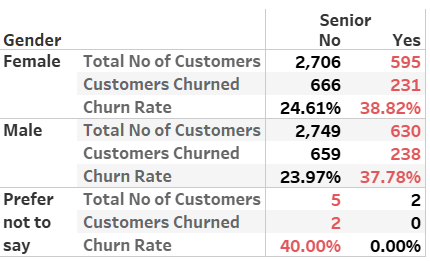 Senior
Gender No Yes
Female Total No of Customers 2,706 595
Customers Churned 666 231
Churn Rate 24.61% 38.82%
Male Total No of Customers 2,749 630
Customers Churned 659 238
Churn Rate 23.97% 37.78%
Prefer Total No of Customers 5 2
not to Customers Churned 2 0
say Churn Rate 40.00% 0.00%